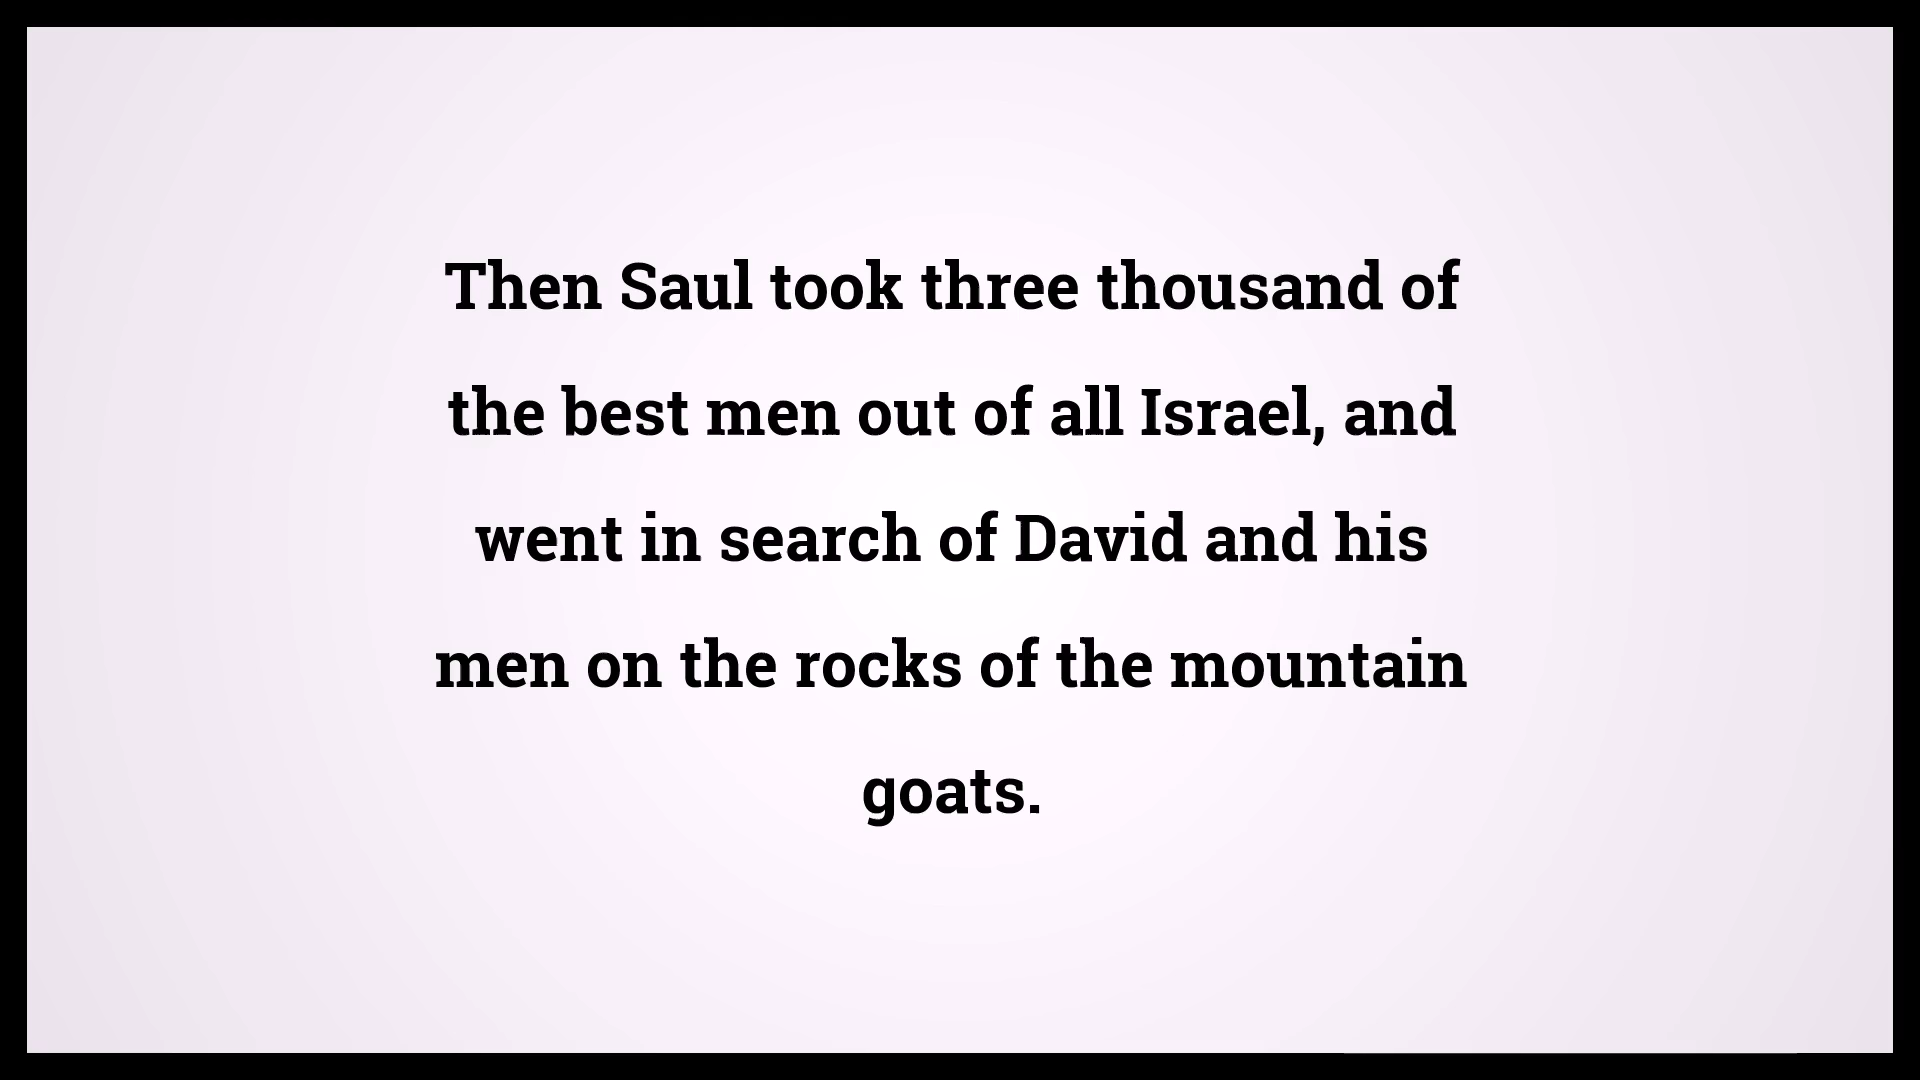 Then Saul took three thousand of
the best men out of all Israel, and
went in search of David and his
men on the rocks of the mountain
goats.